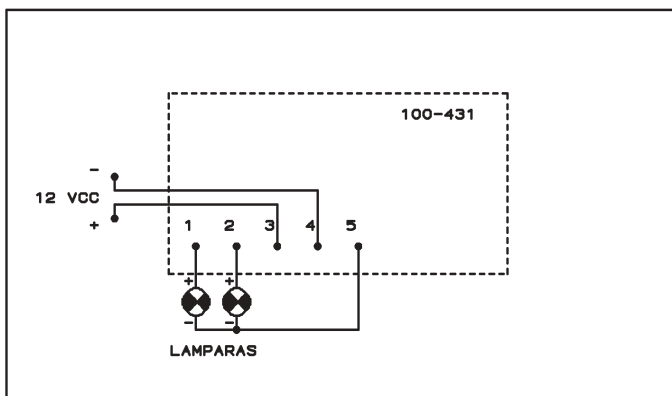 100-431
-
12 VCC
+
1 2 3 4 5
+ +
- -
LAMPARAS